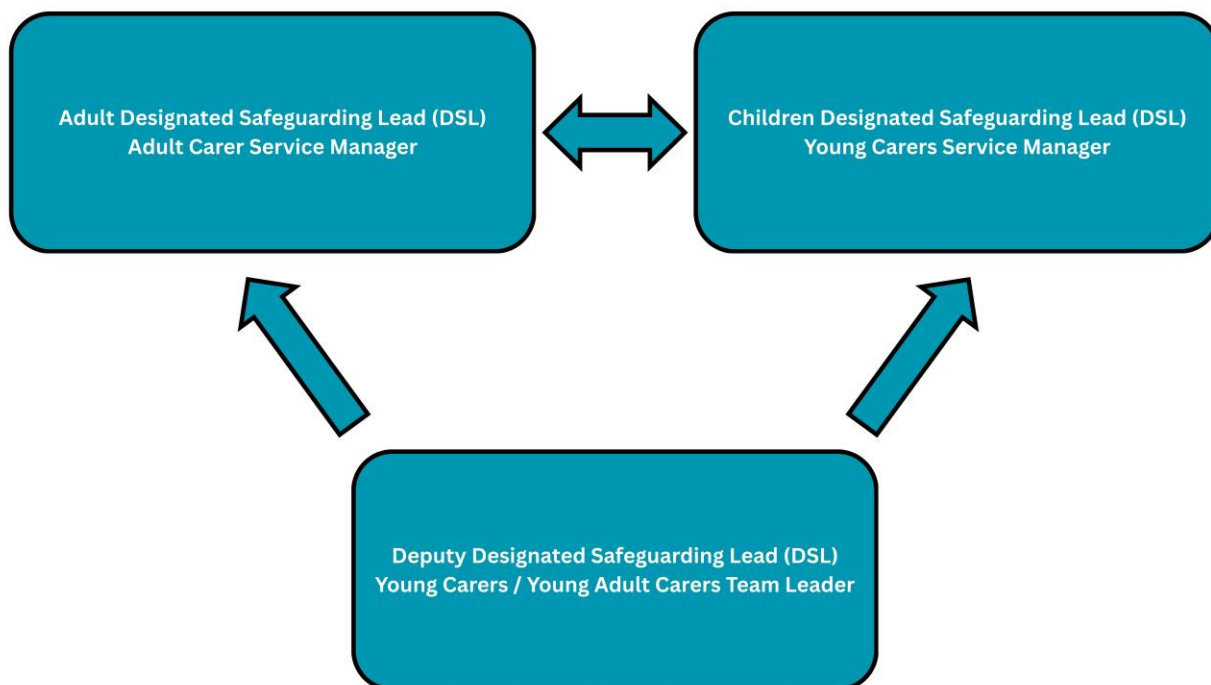 Adult Designated Safeguarding Lead (DSL)
Adult Carer Service Manager
Children Designated Safeguarding Lead (DSL)
Young Carers Service Manager
Deputy Designated Safeguarding Lead (DSL)
Young Carers / Young Adult Carers Team Leader